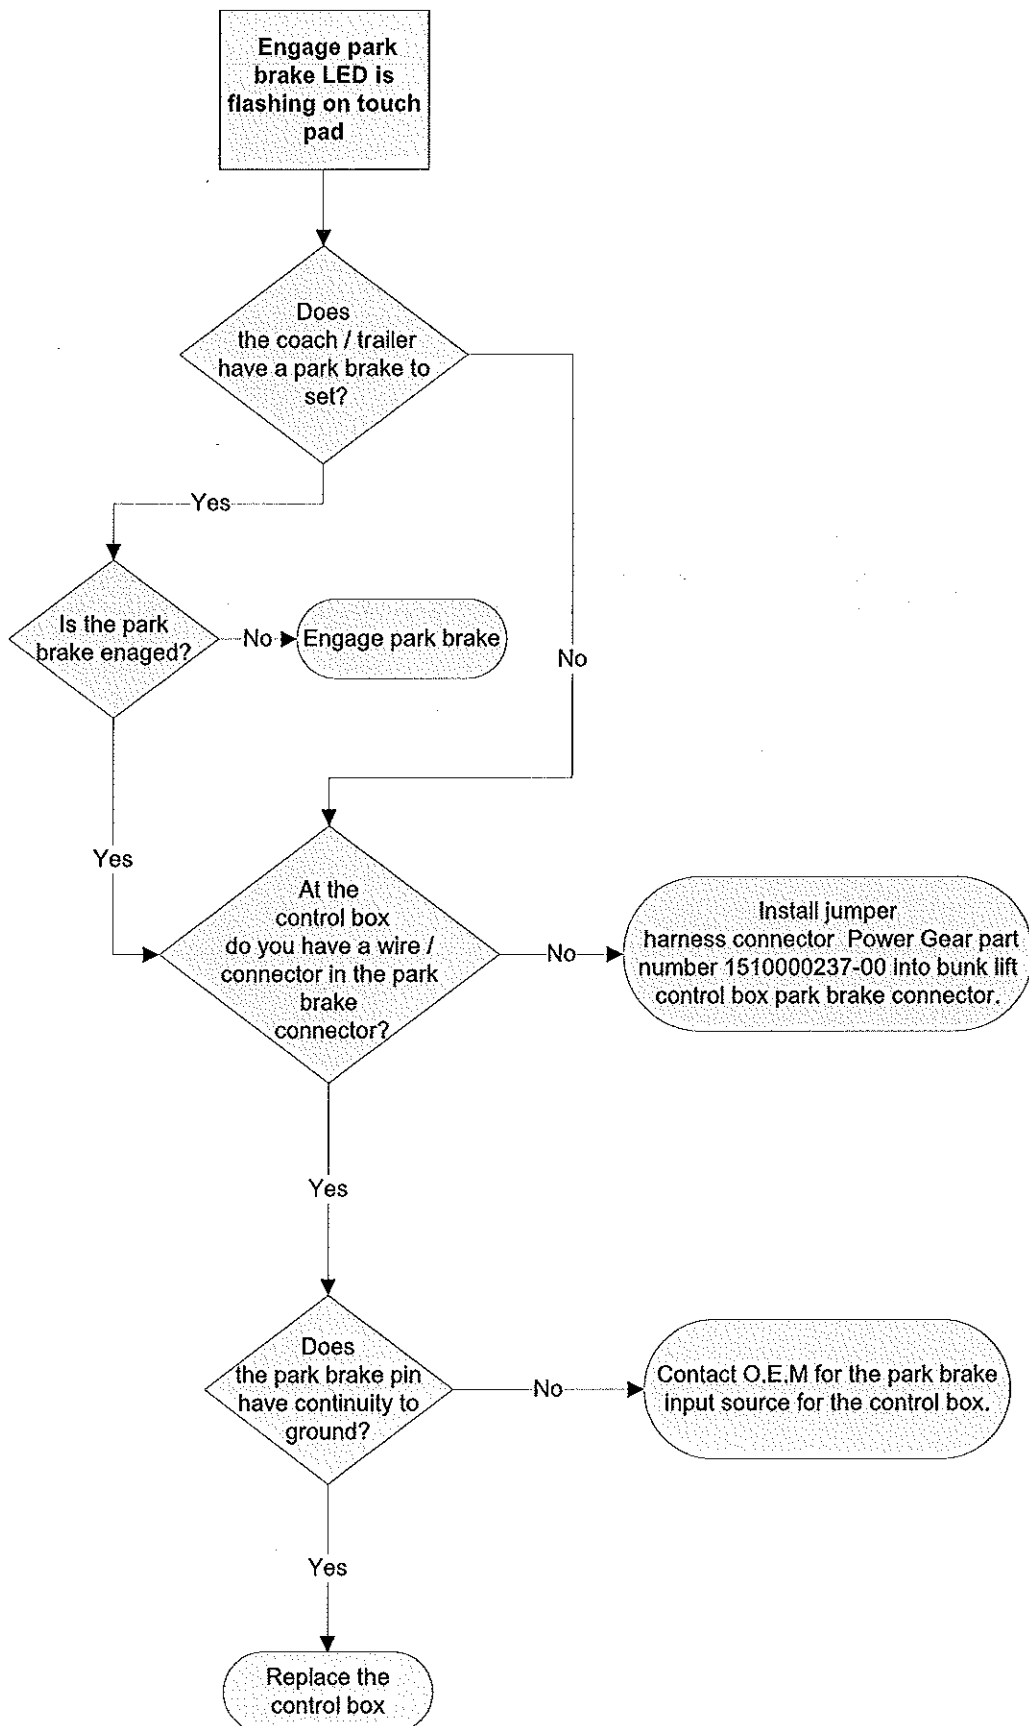 Engage park
brake LED is
flashing on touch
pad
Does
the coach / trailer
have a park brake to
set?
Yes
Is the park
brake enaged?
No
Engage park brake
No
Yes
At the
control box
do you have a wire /
connector in the park
brake
connector?
No
Install jumper
harness connector Power Gear part
number 1510000237-00 into bunk lift
control box park brake connector.
Yes
Does
the park brake pin
have continuity to
ground?
No
Contact O.E.M for the park brake
input source for the control box.
Yes
Replace the
control box